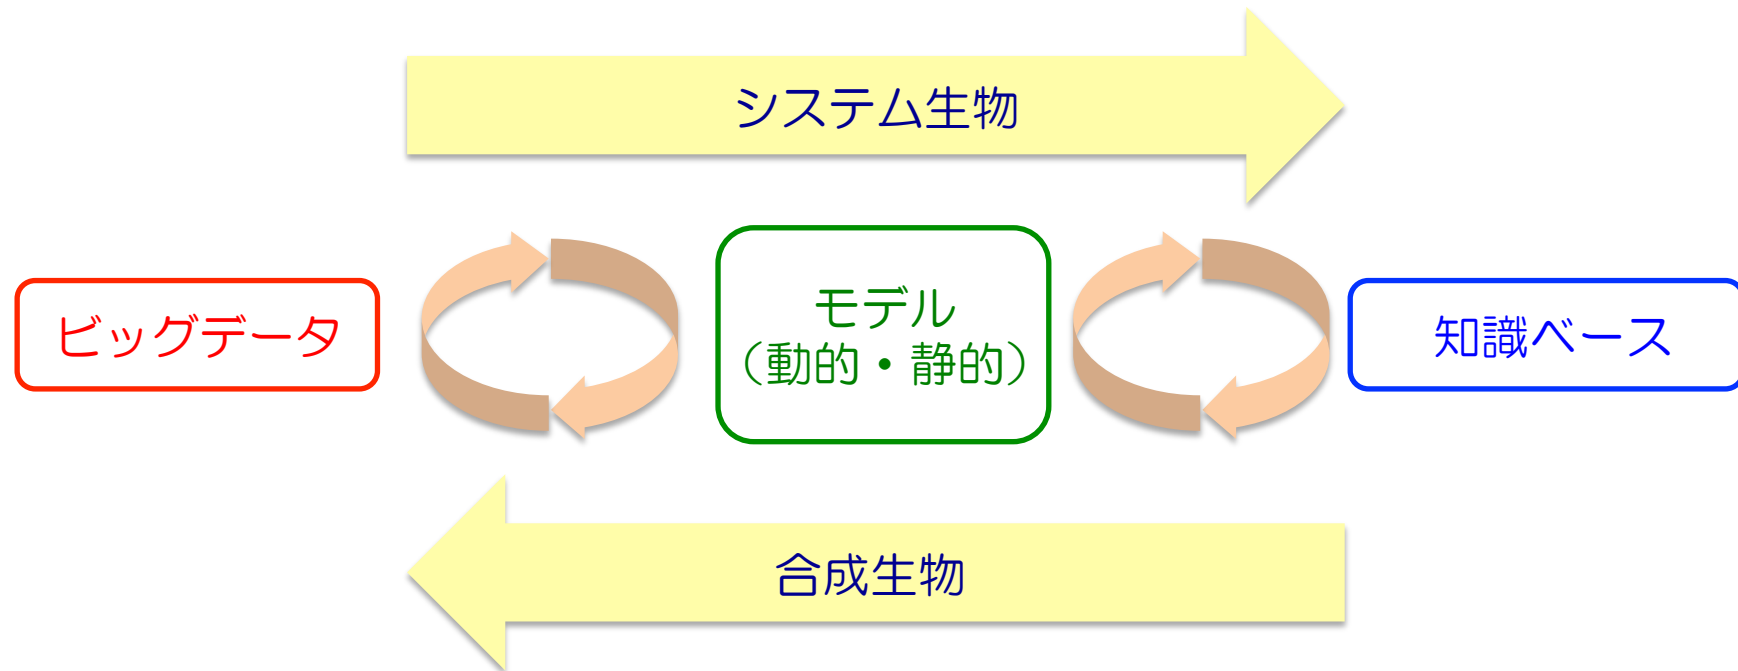 システム生物
ビッグデータ
モデル
（動的・静的）
知識ベース
合成生物